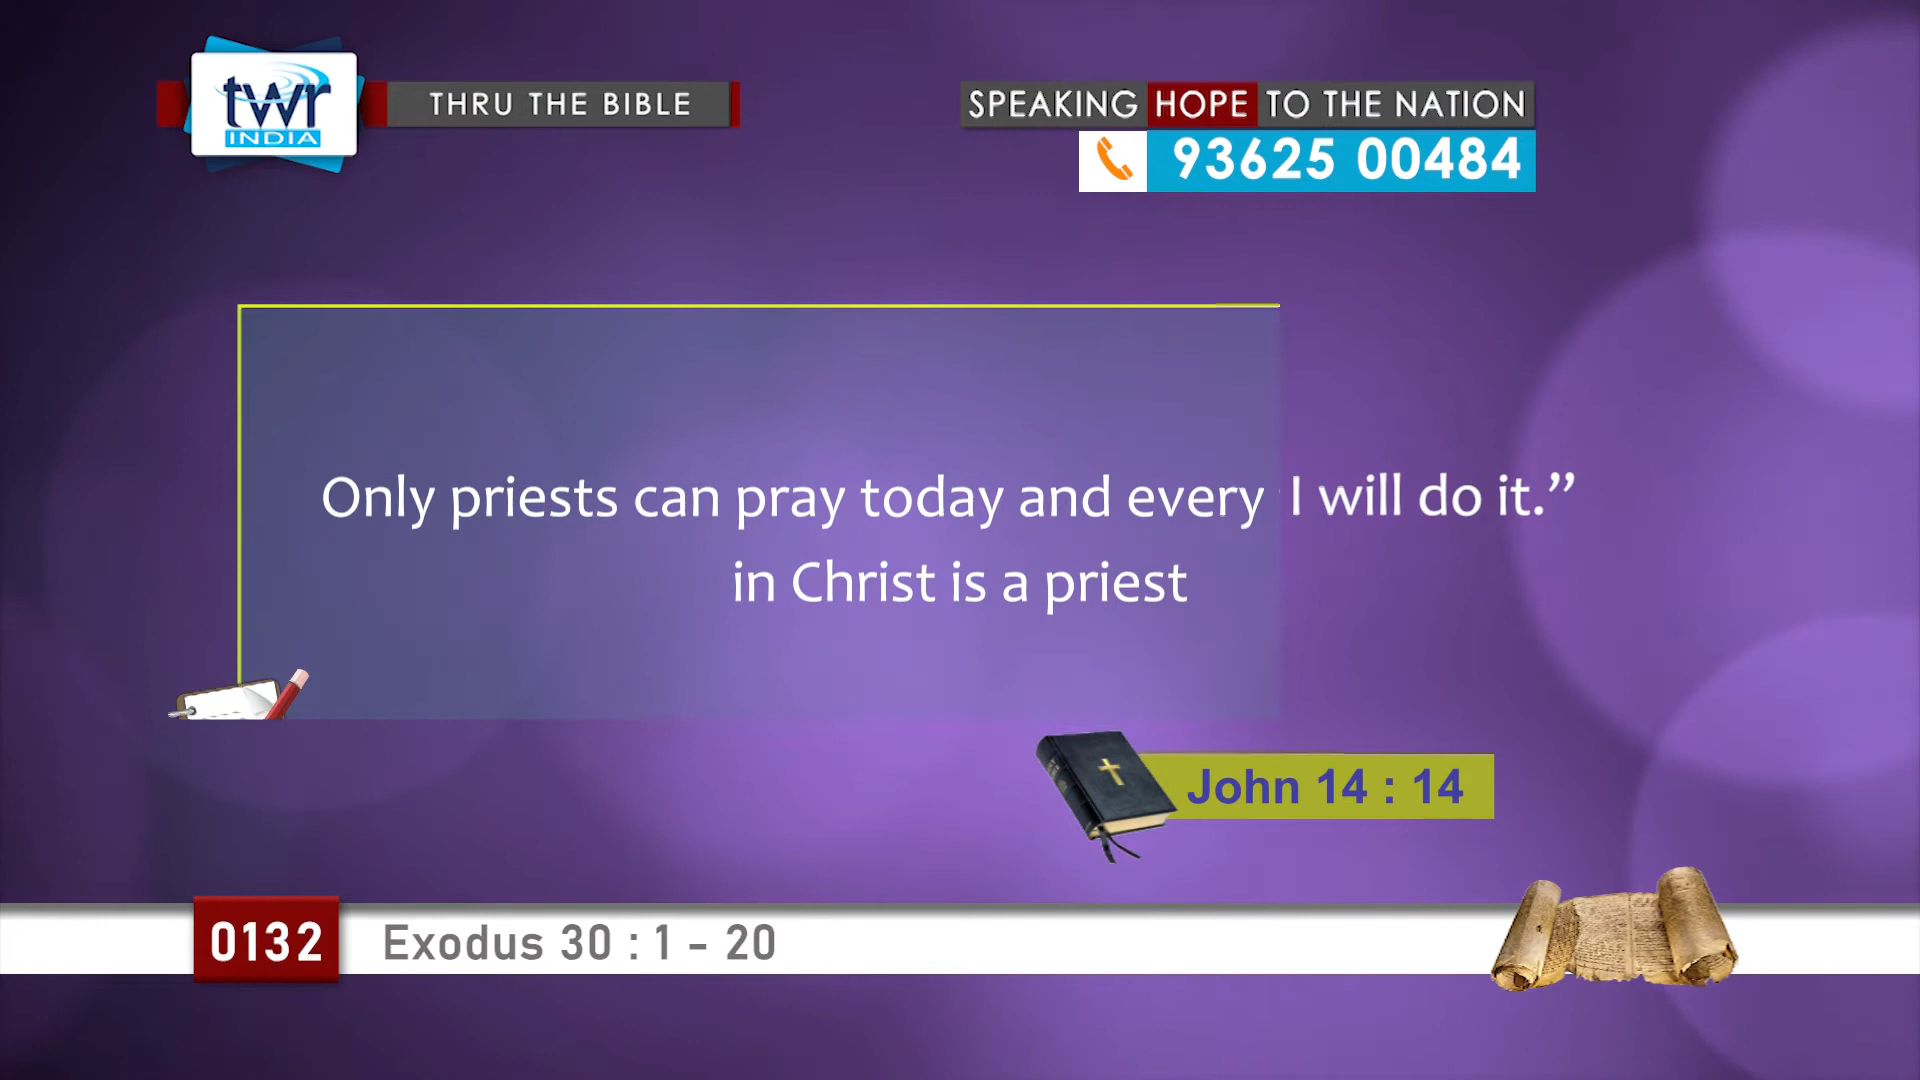 twr
INDIA
THRU THE BIBLE
SPEAKING HOPE TO THE NATION
93625 00484
Only priests can pray today and every I will do it.”
in Christ is a priest
John 14 : 14
0132 Exodus 30 : 1 - 20